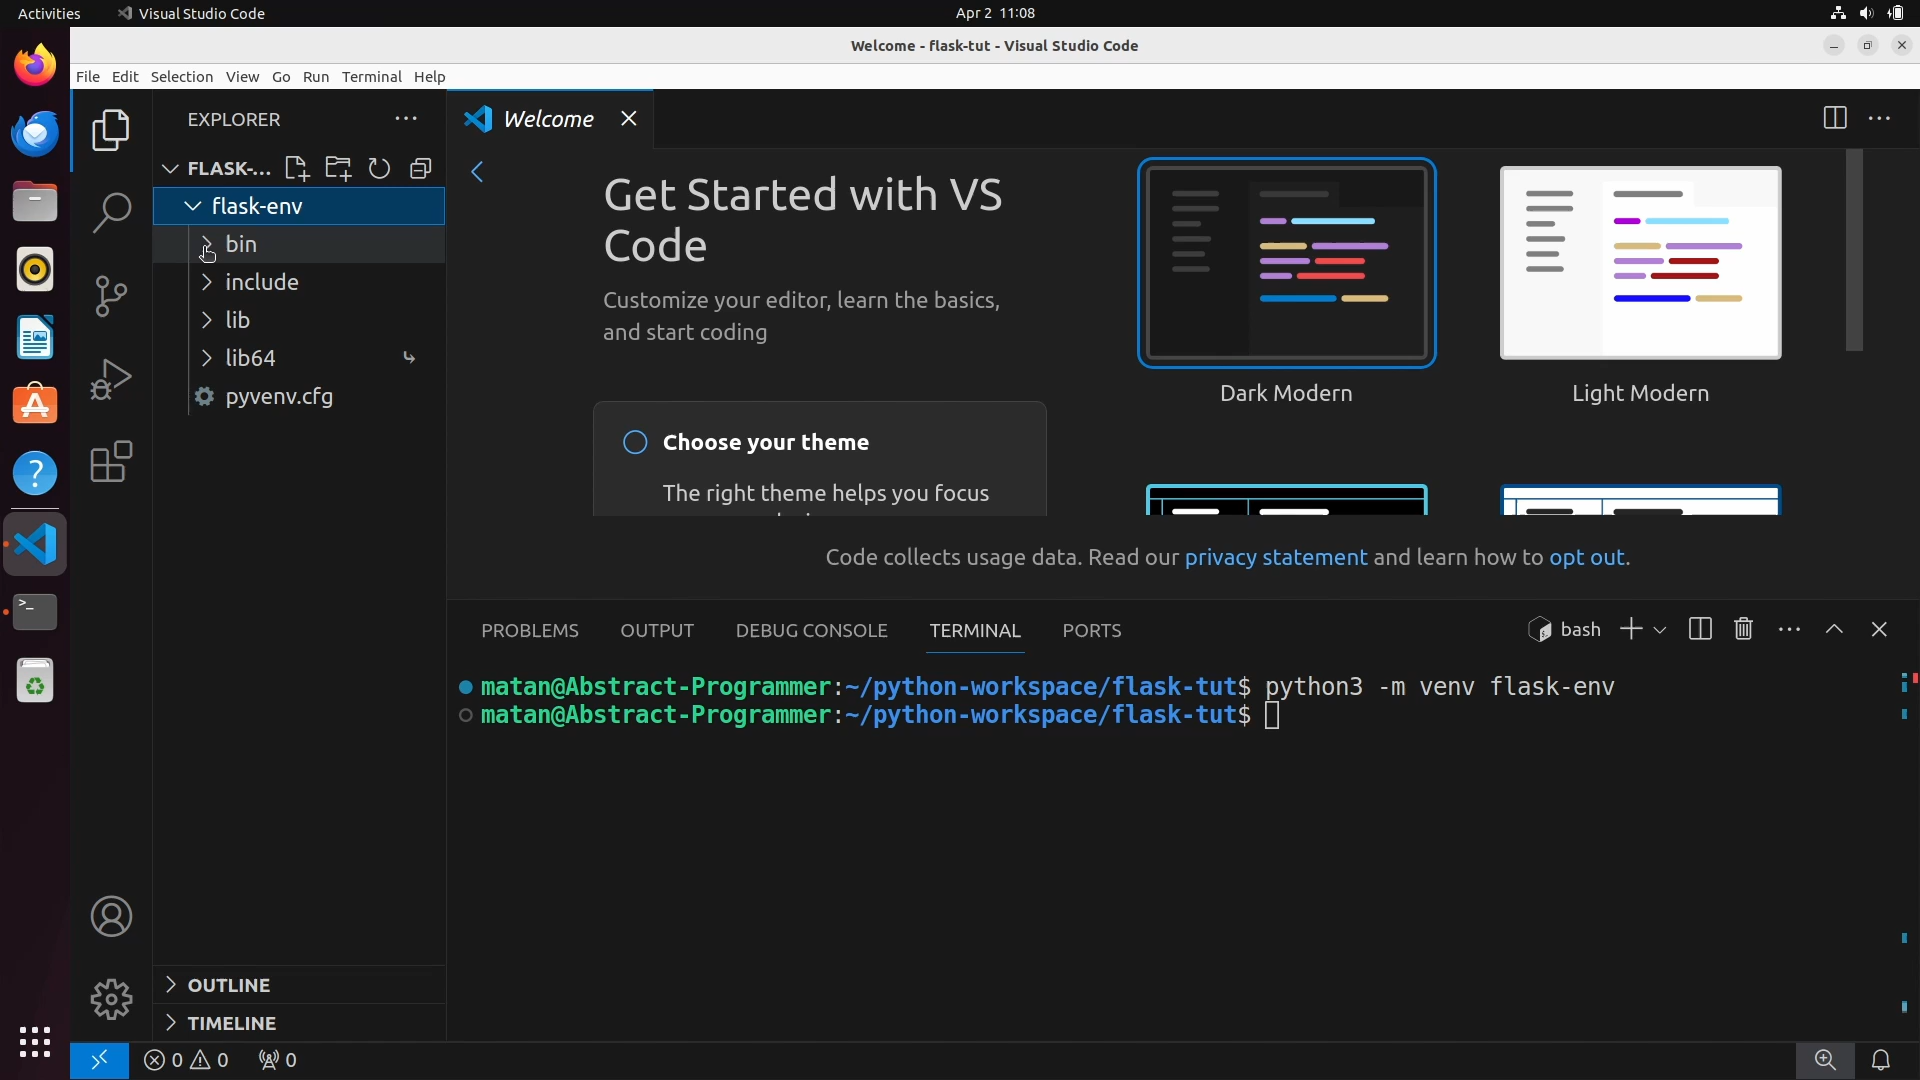 Activities
Visual Studio Code
Apr 2 11:08
Welcome - flask-tut - Visual Studio Code
File Edit Selection View Go Run Terminal Help
EXPLORER
FLASK-...
flask-env
bin
include
lib
lib64
pyvenv.cfg
OUTLINE
TIMELINE
Welcome
Get Started with VS
Code
Customize your editor, learn the basics,
and start coding
Choose your theme
The right theme helps you focus
Dark Modern
Light Modern
Code collects usage data. Read our privacy statement and learn how to opt out.
PROBLEMS OUTPUT DEBUG CONSOLE TERMINAL PORTS
bash
matan@Abstract-Programmer:~/python-workspace/flask-tut$ python3 -m venv flask-env
matan@Abstract-Programmer:~/python-workspace/flask-tut$
0 0 0